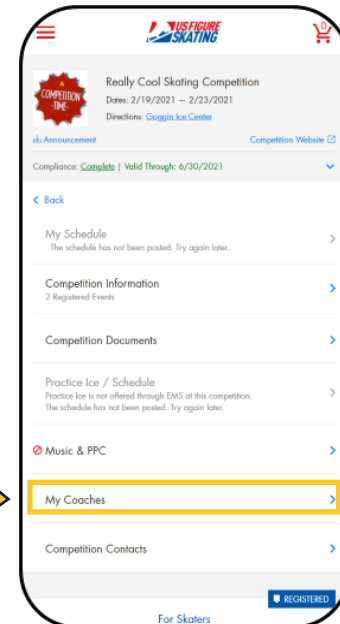 US FIGURE
SKATING
0
COMPETITION
-TIME-
Really Cool Skating Competition
Dates: 2/19/2021 — 2/23/2021
Directions: Goggin Ice Center
Announcement
Competition Website
Compliance: Complete | Valid Through: 6/30/2021
Back
My Schedule
The schedule has not been posted. Try again later.
Competition Information
2 Registered Events
Competition Documents
Practice Ice / Schedule
Practice Ice is not offered through EMS at this competition.
The schedule has not been posted. Try again later.
Music & PPC
My Coaches
Competition Contacts
REGISTERED
For Skaters